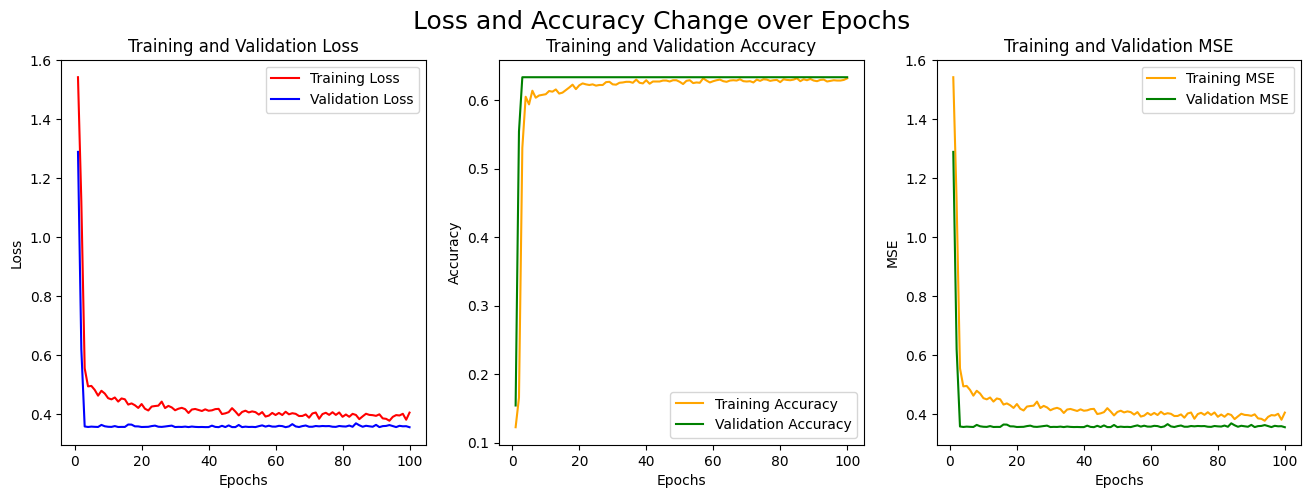 Loss and Accuracy Change over Epochs
Training and Validation Loss
1.6
1.4
1.2
1.0
0.8
0.6
0.4
0
20
40
60
80
100
Loss
Epochs
Training Loss
Validation Loss
Training and Validation Accuracy
0.6
0.5
0.4
0.3
0.2
0.1
0
20
40
60
80
100
Accuracy
Epochs
Training Accuracy
Validation Accuracy
Training and Validation MSE
1.6
1.4
1.2
1.0
0.8
0.6
0.4
0
20
40
60
80
100
MSE
Epochs
Training MSE
Validation MSE